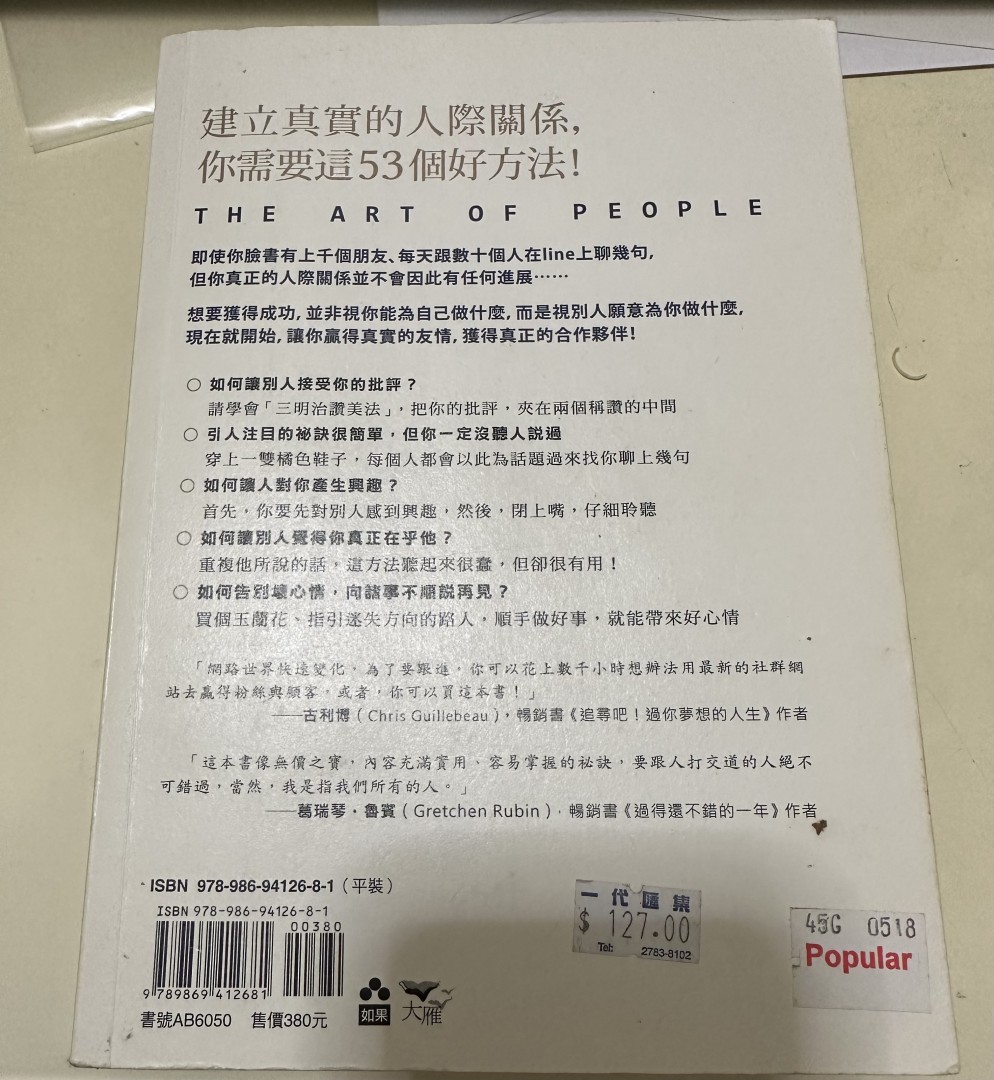 建立真實的人際關係,
你需要這53個好方法!
THE ART OF PEOPLE
即使你臉書有上千個朋友、每天跟數十個人在line上聊幾句,
但你真正的人際關係並不會因此有任何進展⋯⋯
想要獲得成功, 並非視你能為自己做什麼, 而是視別人願意為你做什麼,
現在就開始, 讓你贏得真實的友情, 獲得真正的合作夥伴!
○ 如何讓別人接受你的批評？
請學會「三明治讚美法」，把你的批評，夾在兩個稱讚的中間
○ 引人注目的祕訣很簡單，但你一定沒聽人說過
穿上一雙橘色鞋子，每個人都會以此為話題過來找你聊上幾句
○ 如何讓人對你產生興趣？
首先，你要先對別人感到興趣，然後，閉上嘴，仔細聆聽
○ 如何讓別人覺得你真正在乎他？
重複他所說的話，這方法聽起來很蠢，但卻很有用！
○ 如何告別壞心情，向諸事不順說再見？
買個玉蘭花、指引迷失方向的路人，順手做好事，就能帶來好心情
「網路世界快速變化，為了要跟進，你可以花上數千小時想辦法用最新的社群網
站去贏得粉絲與顧客，或者，你可以買這本書！」
——古利博（Chris Guillebeau），暢銷書《追尋吧！過你夢想的人生》作者
「這本書像無價之寶，內容充滿實用、容易掌握的祕訣，要跟人打交道的人絕不
可錯過，當然，我是指我們所有的人。」
——葛瑞琴・魯賓（Gretchen Rubin），暢銷書《過得還不錯的一年》作者
ISBN 978-986-94126-8-1（平裝）
ISBN 978-986-94126-8-1
00380
9 789869 412681
書號AB6050 售價380元
如果
大雁
一代匯集
$ 127.00
Tel: 2783-8102
45G 0518
Popular